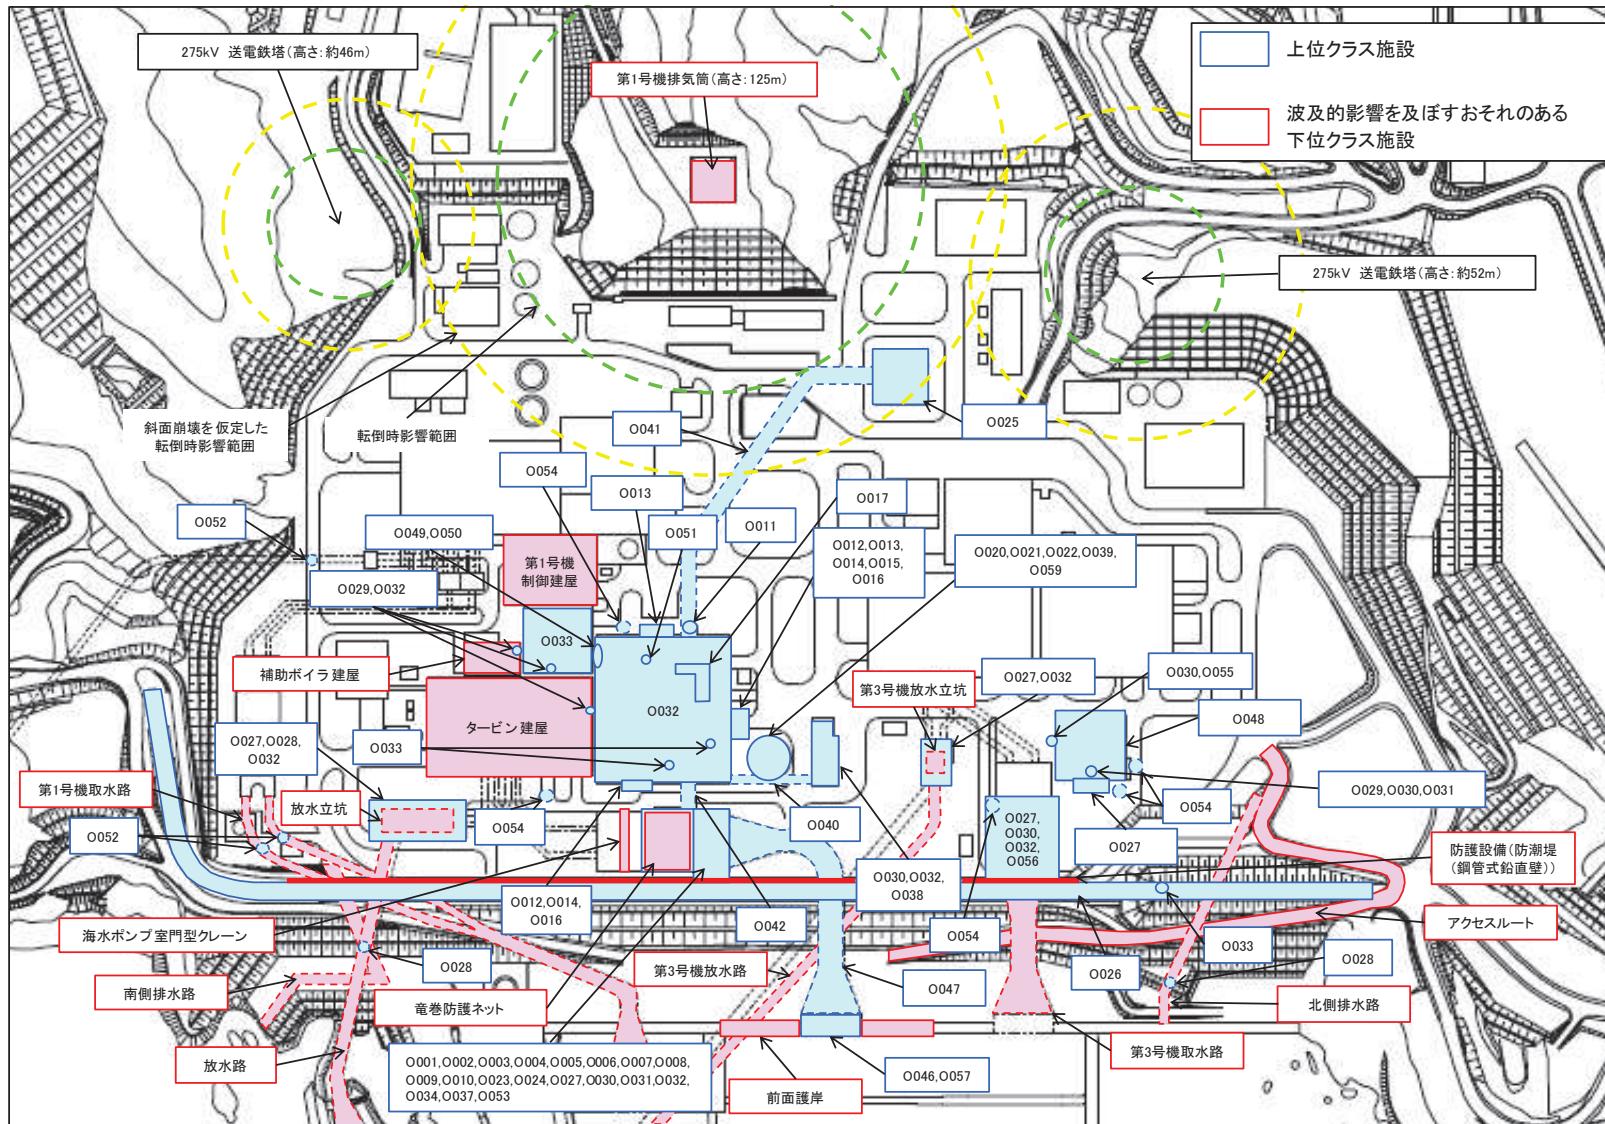 275kV 送電鉄塔(高さ:約46m)
第1号機排気筒(高さ:125m)
上位クラス施設
波及的影響を及ぼすおそれのある
下位クラス施設
275kV 送電鉄塔(高さ:約52m)
斜面崩壊を仮定した
転倒時影響範囲
転倒時影響範囲
O041
O025
O054
O013
O017
O052
O049,O050
O051
O011
O012,O013,
O014,O015,
O016
O020,O021,O022,O039,
O059
第1号機
制御建屋
O029,O032
O033
補助ボイラ建屋
第3号機放水立坑
O027,O032
O030,O055
O032
O048
タービン建屋
O027,O028,
O032
O033
第1号機取水路
放水立坑
O029,O030,O031
O054
O052
O054
O040
O027,
O030,
O032,
O056
O027
防護設備(防潮堤
(鋼管式鉛直壁))
O030,O032,
O038
O012,O014,
O016
O042
O054
O033
アクセスルート
海水ポンプ室門型クレーン
O028
第3号機放水路
O026
O028
南側排水路
竜巻防護ネット
O047
北側排水路
放水路
O001,O002,O003,O004,O005,O006,O007,O008,
O009,O010,O023,O024,O027,O030,O031,O032,
O034,O037,O053
第3号機取水路
O046,O057
前面護岸